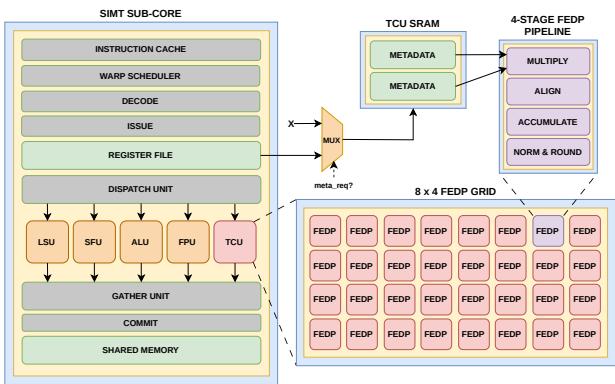 SIMT SUB-CORE
INSTRUCTION CACHE
WARP SCHEDULER
DECODE
ISSUE
REGISTER FILE
DISPATCH UNIT
LSU SFU ALU FPU TCU
GATHER UNIT
COMMIT
SHARED MEMORY
X
MUX
meta_req?
TCU SRAM
METADATA
METADATA
4-STAGE FEDP
PIPELINE
MULTIPLY
ALIGN
ACCUMULATE
NORM & ROUND
8 x 4 FEDP GRID
FEDP FEDP FEDP FEDP FEDP FEDP FEDP FEDP
FEDP FEDP FEDP FEDP FEDP FEDP FEDP FEDP
FEDP FEDP FEDP FEDP FEDP FEDP FEDP FEDP
FEDP FEDP FEDP FEDP FEDP FEDP FEDP FEDP